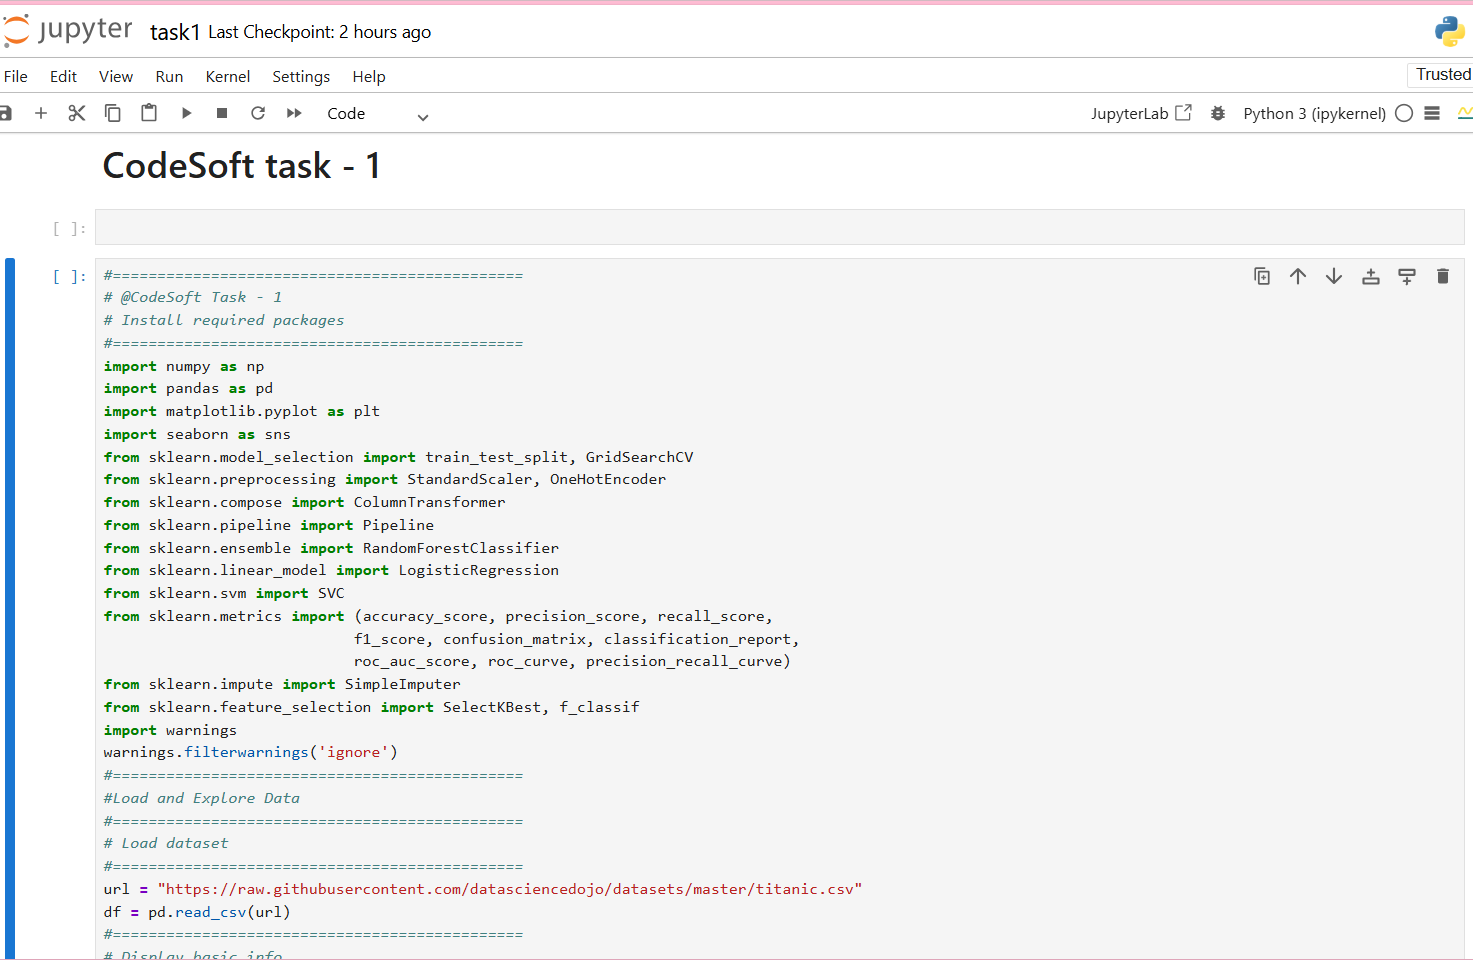 jupyter task1 Last Checkpoint: 2 hours ago
File Edit View Run Kernel Settings Help
Trusted
Code
JupyterLab
Python 3 (ipykernel)
CodeSoft task - 1
[ ]:
[ ]:
#==============================================
# @CodeSoft Task - 1
# Install required packages
#==============================================
import numpy as np
import pandas as pd
import matplotlib.pyplot as plt
import seaborn as sns
from sklearn.model_selection import train_test_split, GridSearchCV
from sklearn.preprocessing import StandardScaler, OneHotEncoder
from sklearn.compose import ColumnTransformer
from sklearn.pipeline import Pipeline
from sklearn.ensemble import RandomForestClassifier
from sklearn.linear_model import LogisticRegression
from sklearn.svm import SVC
from sklearn.metrics import (accuracy_score, precision_score, recall_score,
f1_score, confusion_matrix, classification_report,
roc_auc_score, roc_curve, precision_recall_curve)
from sklearn.impute import SimpleImputer
from sklearn.feature_selection import SelectKBest, f_classif
import warnings
warnings.filterwarnings('ignore')
#==============================================
#Load and Explore Data
#==============================================
# Load dataset
#==============================================
url = "https://raw.githubusercontent.com/datasciencedojo/datasets/master/titanic.csv"
df = pd.read_csv(url)
#==============================================
# Display basic info